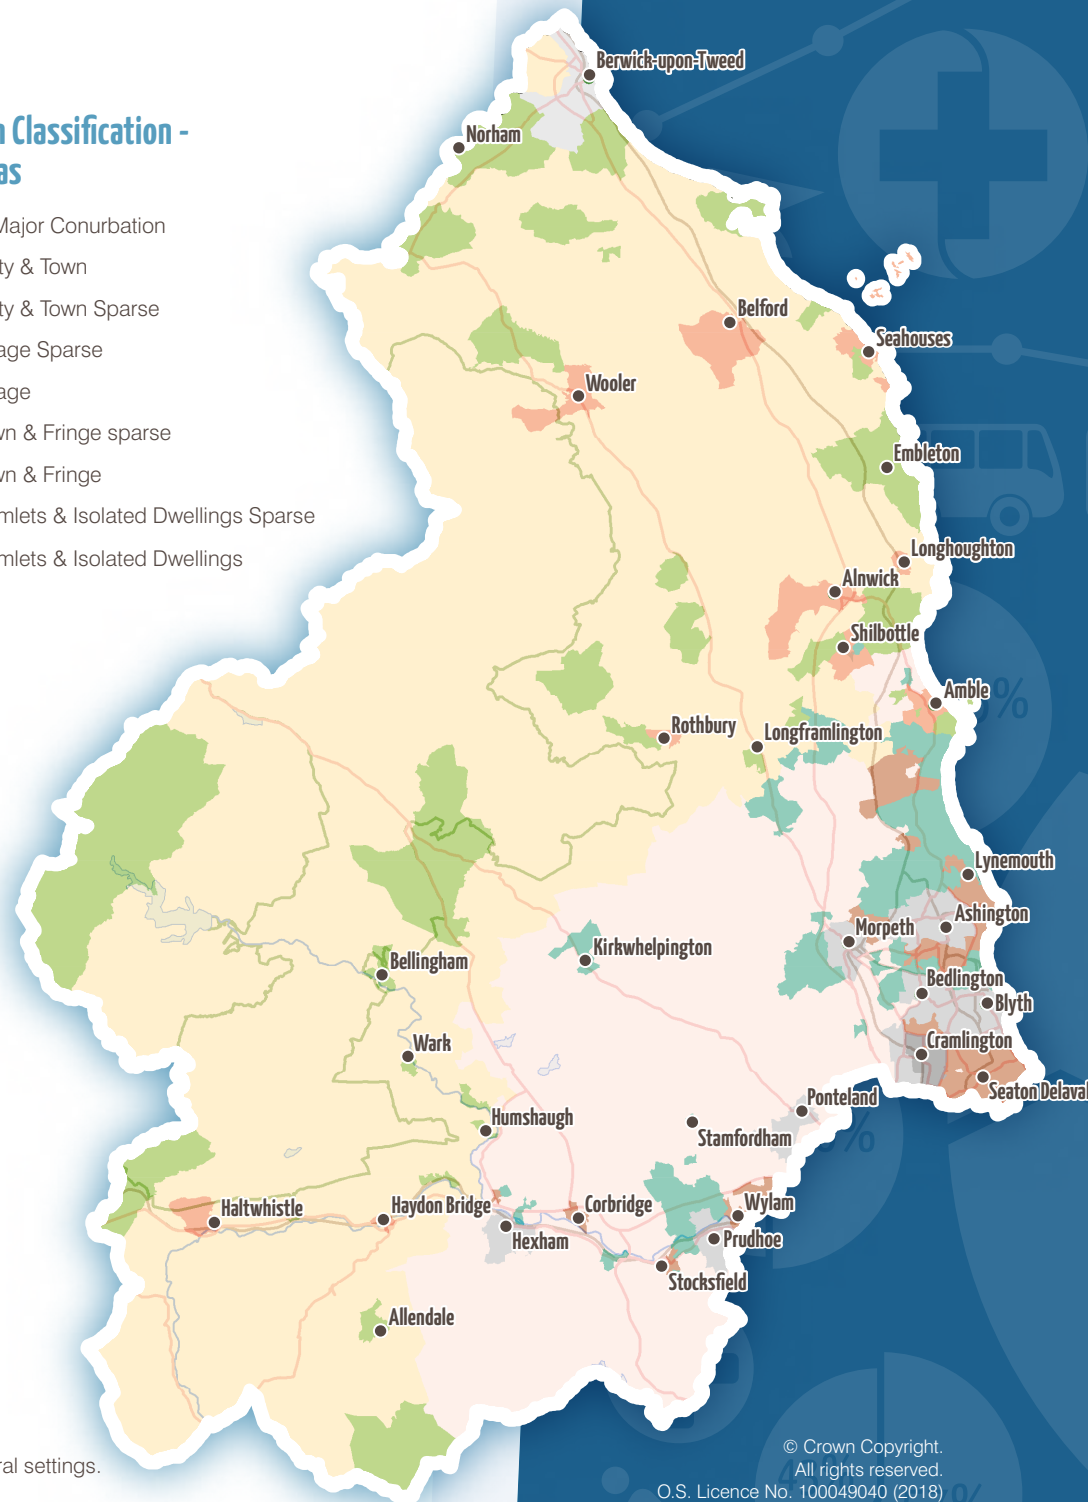 n Classification -
as
Major Conurbation
ty & Town
ty & Town Sparse
age Sparse
age
vn & Fringe sparse
vn & Fringe
mlets & Isolated Dwellings Sparse
mlets & Isolated Dwellings
Berwick-upon-Tweed
Norham
Belford
Seahouses
Wooler
Embleton
Longhoughton
Alnwick
Shilbottle
Amble
%
Rothbury
Longframlington
Lynemouth
Ashington
Morpeth
Kirkwhelpington
Bellingham
Bedlington
Blyth
Wark
Cramlington
Seaton Delaval
Ponteland
Humshaugh
Stamfordham
%
Haltwhistle
Haydon Bridge
Corbridge
Wylam
Hexham
Prudhoe
Stocksfield
Allendale
ral settings.
© Crown Copyright.
All rights reserved.
O.S. Licence No. 100049040 (2018)